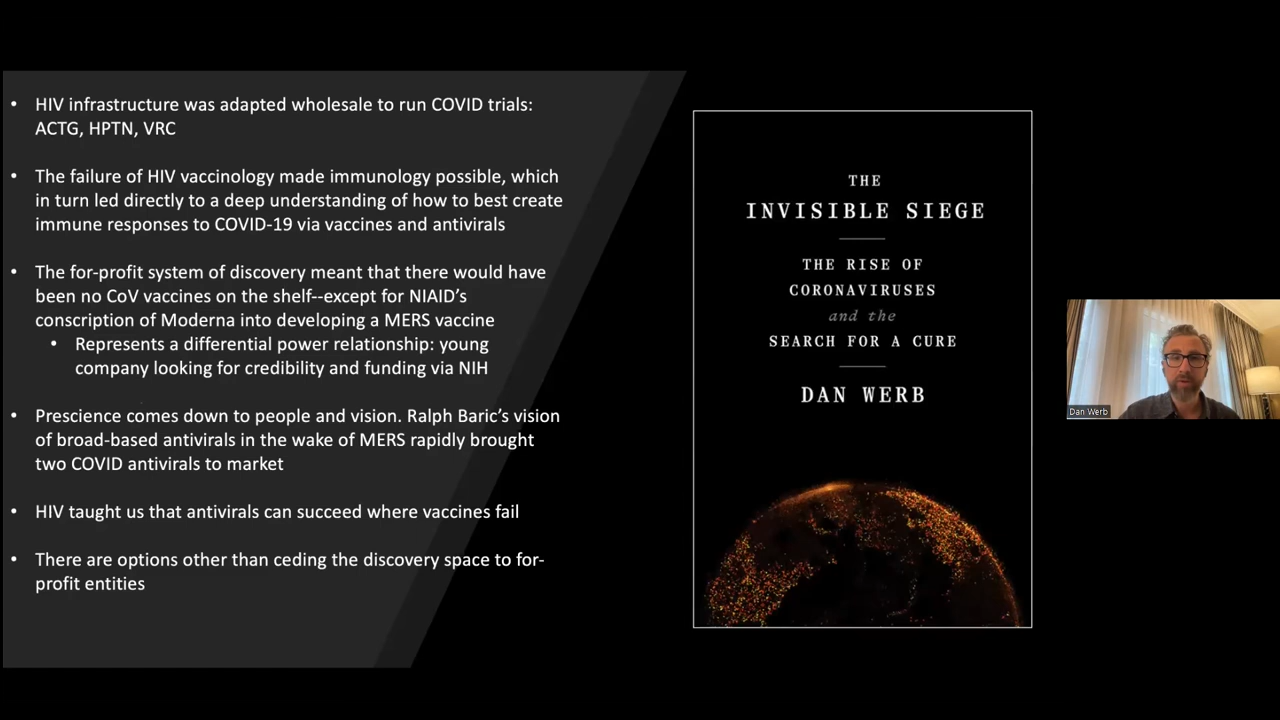 • HIV infrastructure was adapted wholesale to run COVID trials:
ACTG, HPTN, VRC
• The failure of HIV vaccinology made immunology possible, which
in turn led directly to a deep understanding of how to best create
immune responses to COVID-19 via vaccines and antivirals
• The for-profit system of discovery meant that there would have
been no CoV vaccines on the shelf--except for NIAID's
conscription of Moderna into developing a MERS vaccine
• Represents a differential power relationship: young
company looking for credibility and funding via NIH
• Prescience comes down to people and vision. Ralph Baric's vision
of broad-based antivirals in the wake of MERS rapidly brought
two COVID antivirals to market
• HIV taught us that antivirals can succeed where vaccines fail
• There are options other than ceding the discovery space to for-
profit entities
THE
INVISIBLE SIEGE
THE RISE OF
CORONAVIRUSES
and the
SEARCH FOR A CURE
DAN WERB
Dan Werb